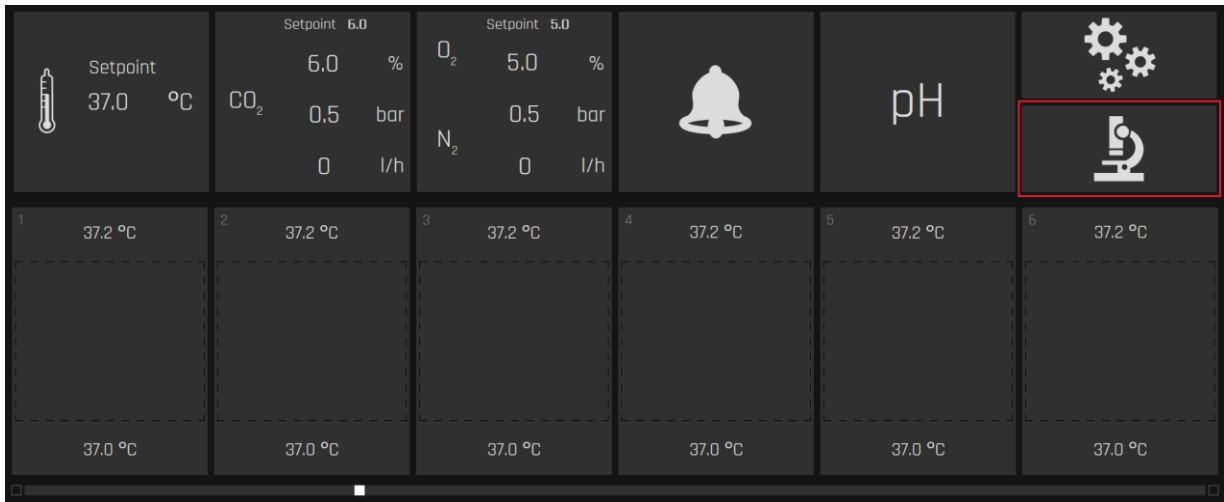 Setpoint
37.0 °C
Setpoint 6.0
6.0 %
CO₂
0.5 bar
0 l/h
Setpoint 5.0
O₂ 5.0 %
0.5 bar
N₂
0 l/h
pH
1 37.2 °C
2 37.2 °C
3 37.2 °C
4 37.2 °C
5 37.2 °C
6 37.2 °C
37.0 °C
37.0 °C
37.0 °C
37.0 °C
37.0 °C
37.0 °C